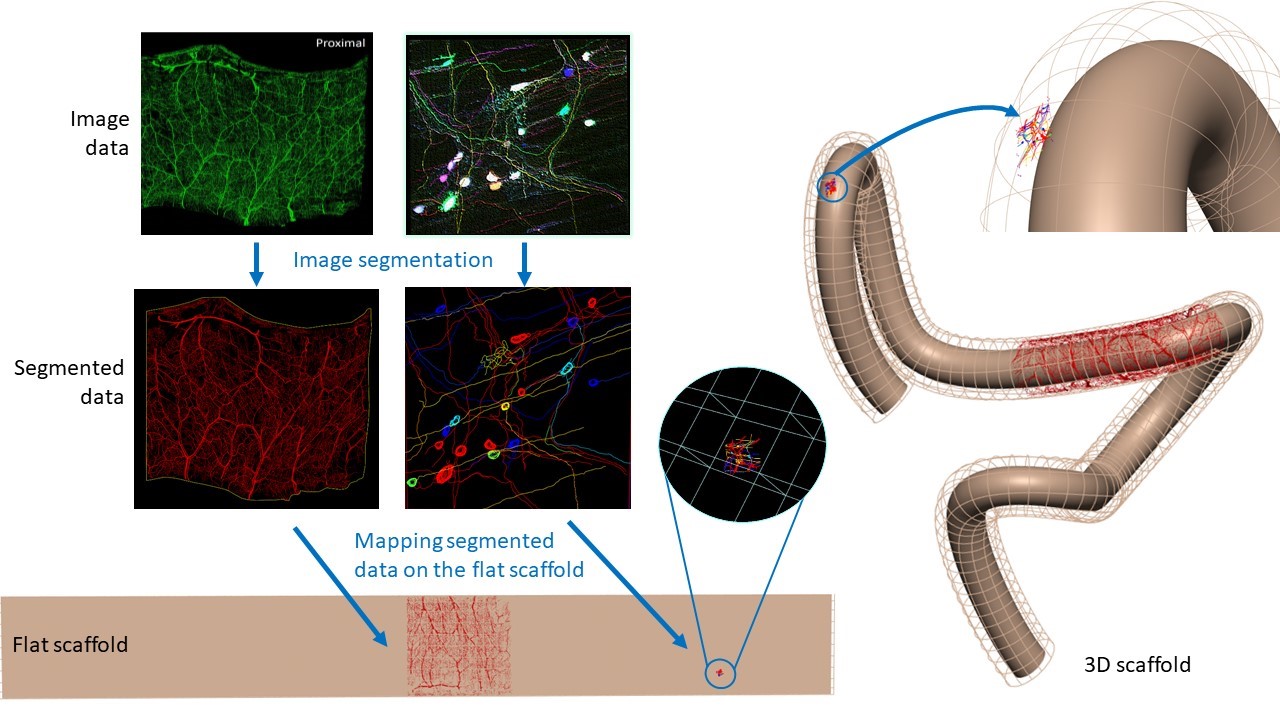 Proximal
Image
data
Image segmentation
Segmented
data
Mapping segmented
data on the flat scaffold
Flat scaffold
3D scaffold